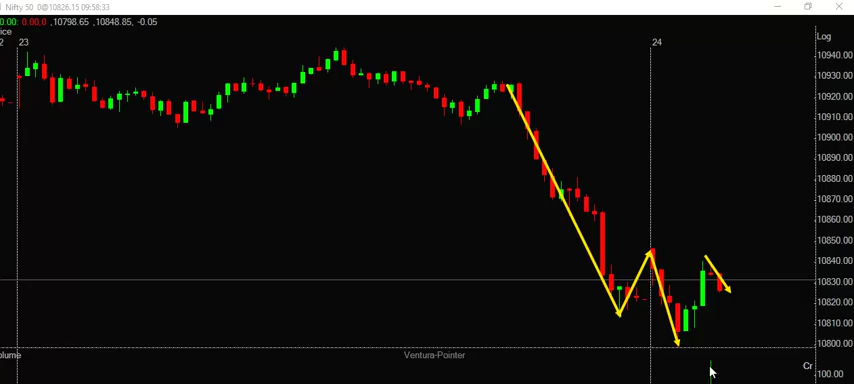 Nifty 50 0@10826.15 09:58:33
0.00: 0.00,0 ,10798.65 ,10848.85, -0.05
ice
2 23 24 Log
10940.00
10930.00
10920.00
10910.00
10900.00
10890.00
10880.00
10870.00
10860.00
10850.00
10840.00
10830.00
10820.00
10810.00
10800.00
olume Ventura-Pointer
Cr
100.00